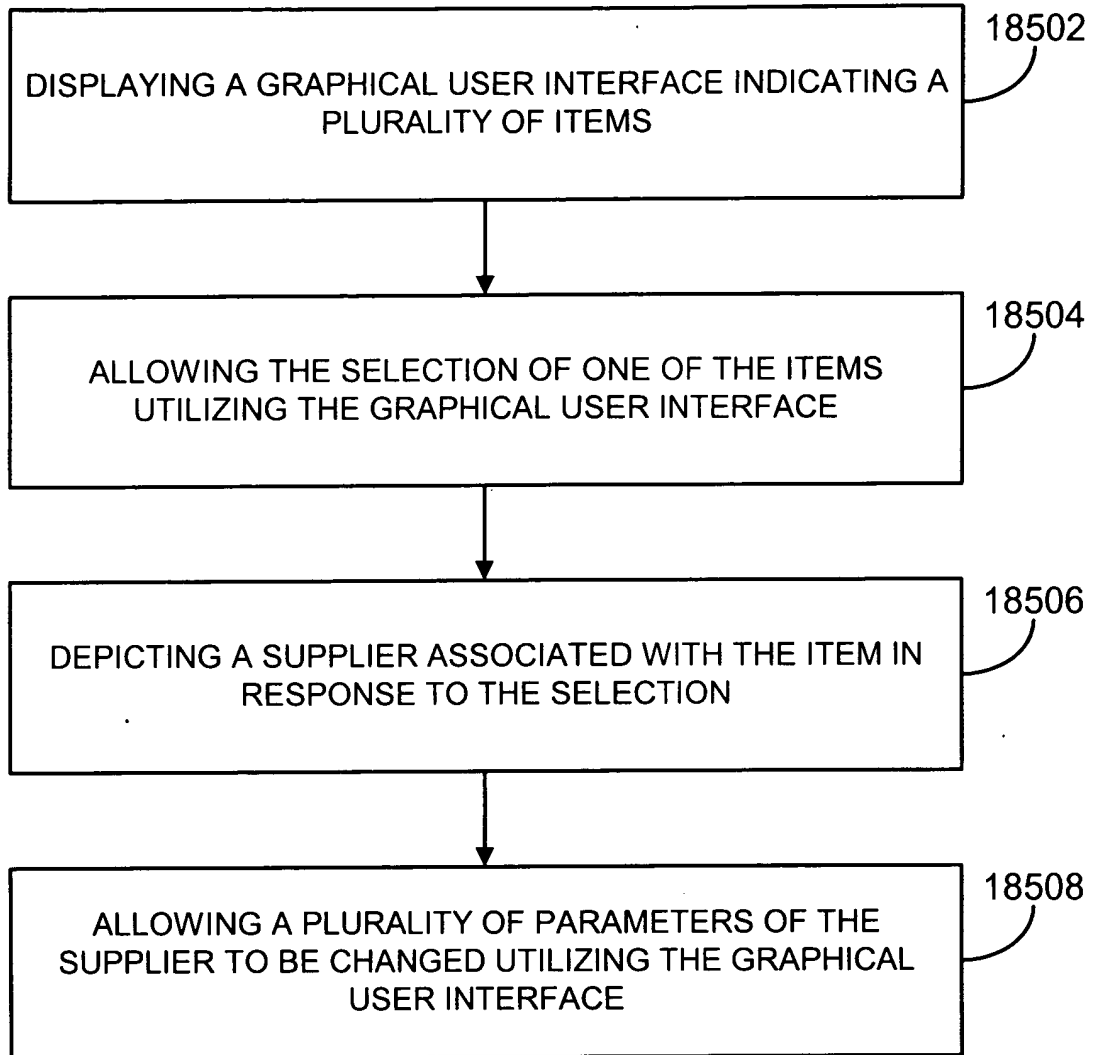 18502
DISPLAYING A GRAPHICAL USER INTERFACE INDICATING A
PLURALITY OF ITEMS
18504
ALLOWING THE SELECTION OF ONE OF THE ITEMS
UTILIZING THE GRAPHICAL USER INTERFACE
18506
DEPICTING A SUPPLIER ASSOCIATED WITH THE ITEM IN
RESPONSE TO THE SELECTION
18508
ALLOWING A PLURALITY OF PARAMETERS OF THE
SUPPLIER TO BE CHANGED UTILIZING THE GRAPHICAL
USER INTERFACE